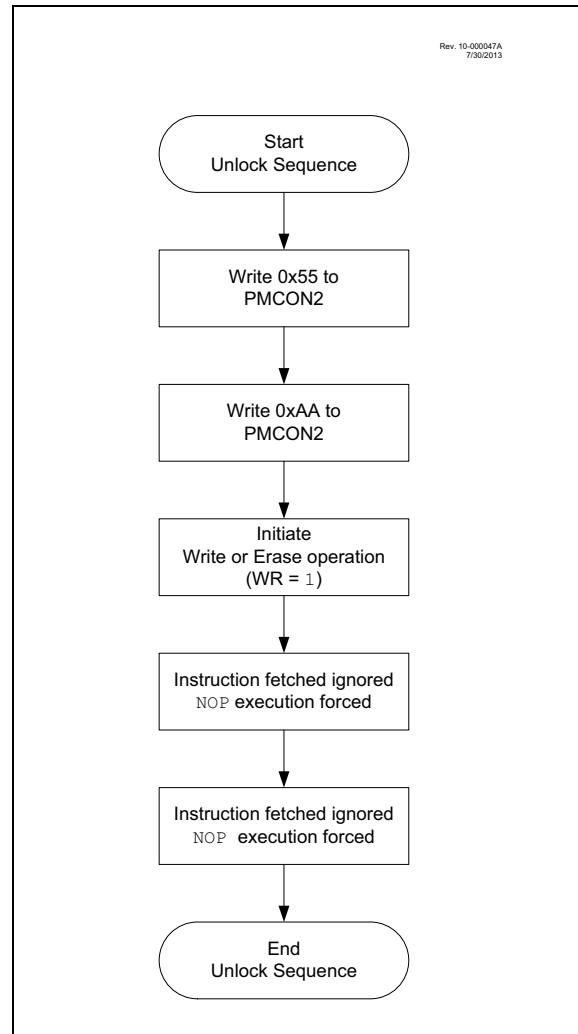 Rev. 10-000047A
7/30/2013
Start
Unlock Sequence
Write 0x55 to
PMCON2
Write 0xAA to
PMCON2
Initiate
Write or Erase operation
(WR = 1)
Instruction fetched ignored
NOP execution forced
Instruction fetched ignored
NOP execution forced
End
Unlock Sequence